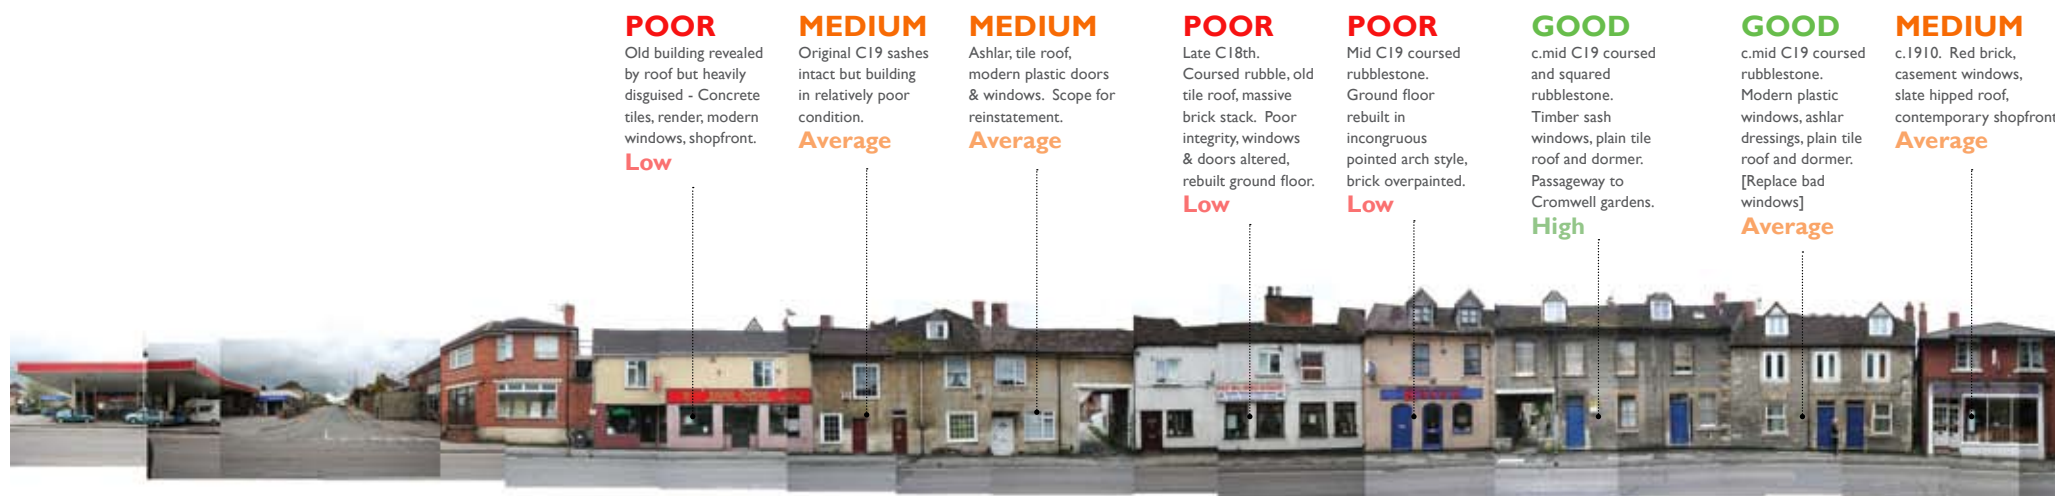 POOR
Old building revealed
by roof but heavily
disguised - Concrete
tiles, render, modern
windows, shopfront.
Low
MEDIUM
Original C19 sashes
intact but building
in relatively poor
condition.
Average
MEDIUM
Ashlar, tile roof,
modern plastic doors
& windows. Scope for
reinstatement.
Average
POOR
Late C18th.
Coursed rubble, old
tile roof, massive
brick stack. Poor
integrity, windows
& doors altered,
rebuilt ground floor.
Low
POOR
Mid C19 coursed
rubblestone.
Ground floor
rebuilt in
incongruous
pointed arch style,
brick overpainted.
Low
GOOD
c.mid C19 coursed
and squared
rubblestone.
Timber sash
windows, plain tile
roof and dormer.
Passageway to
Cromwell gardens.
High
GOOD
c.mid C19 coursed
rubblestone.
Modern plastic
windows, ashlar
dressings, plain tile
roof and dormer.
[Replace bad
windows]
Average
MEDIUM
c.1910. Red brick,
casement windows,
slate hipped roof,
contemporary shopfront
Average